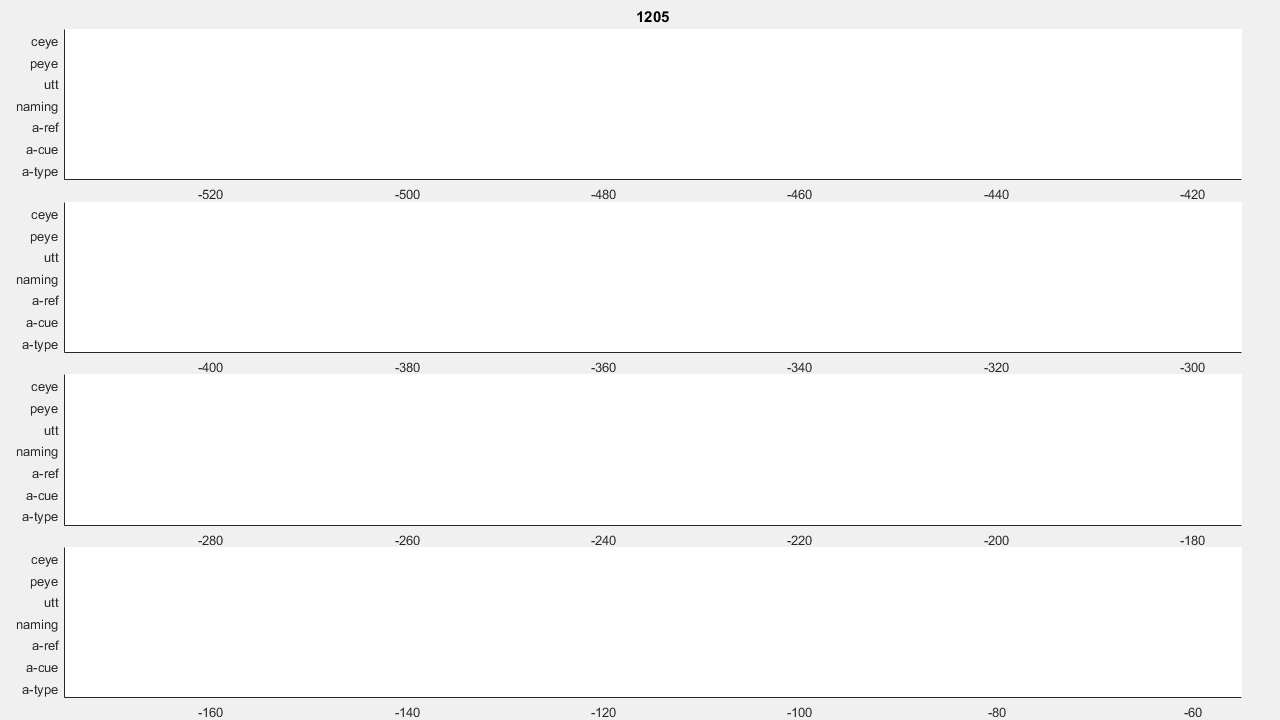 1205
ceye
peye
utt
naming
a-ref
a-cue
a-type
-520 -500 -480 -460 -440 -420
ceye
peye
utt
naming
a-ref
a-cue
a-type
-400 -380 -360 -340 -320 -300
ceye
peye
utt
naming
a-ref
a-cue
a-type
-280 -260 -240 -220 -200 -180
ceye
peye
utt
naming
a-ref
a-cue
a-type
-160 -140 -120 -100 -80 -60